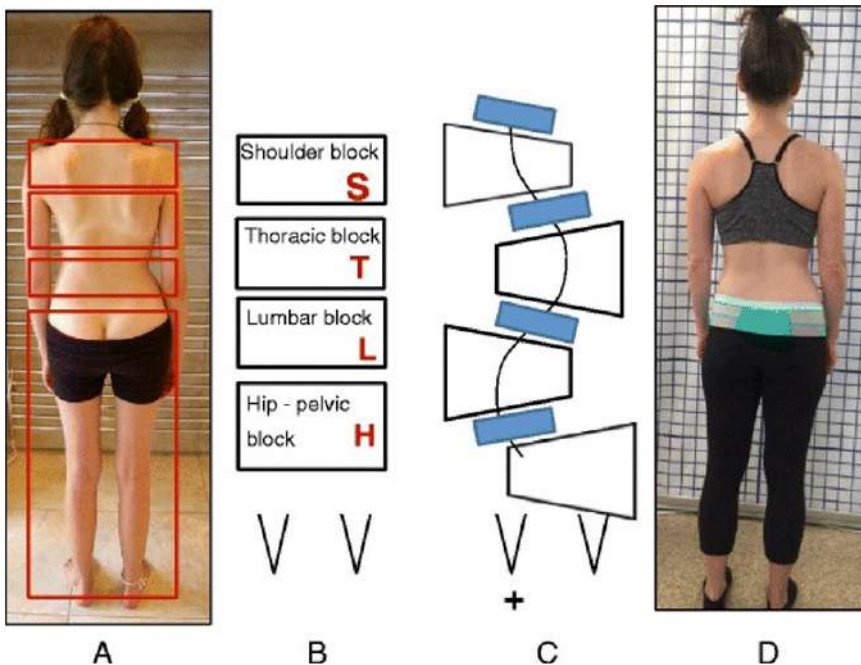 Shoulder block
S
Thoracic block
T
Lumbar block
L
Hip - pelvic
block
H
+
A
B
C
D